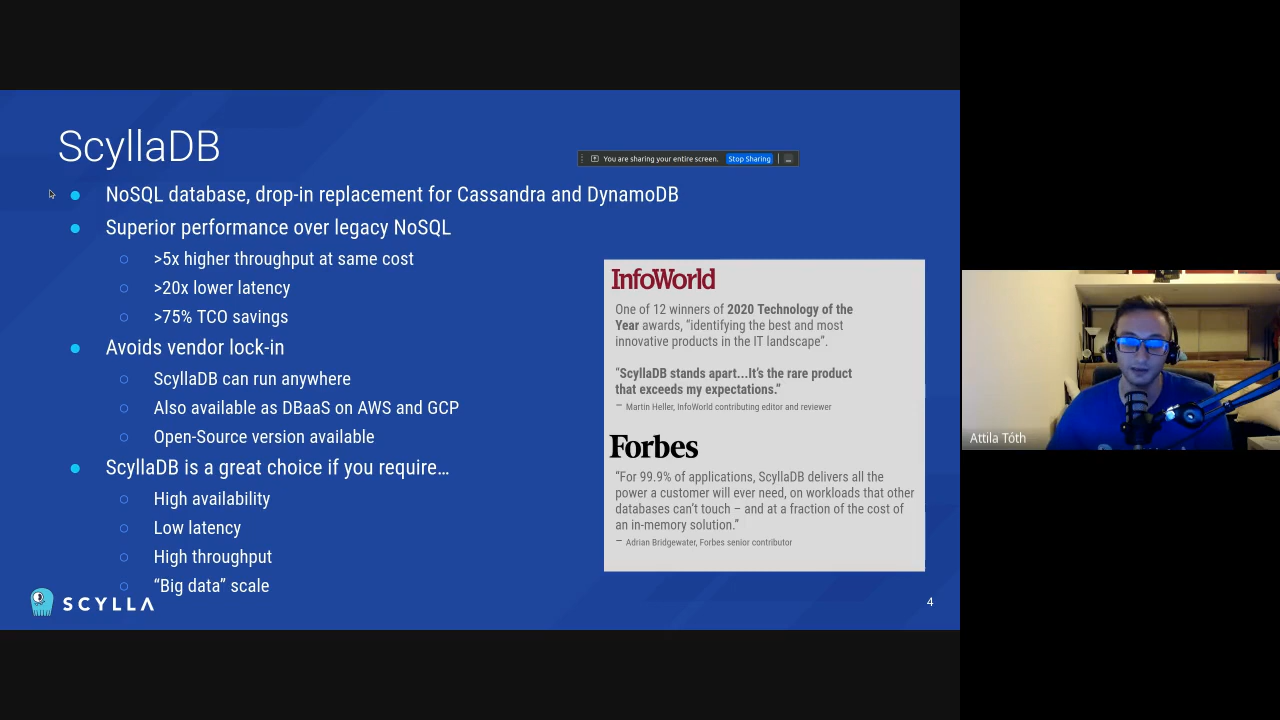 ScyllaDB
You are sharing your entire screen. Stop Sharing
NoSQL database, drop-in replacement for Cassandra and DynamoDB
Superior performance over legacy NoSQL
>5x higher throughput at same cost
>20x lower latency
>75% TCO savings
Avoids vendor lock-in
ScyllaDB can run anywhere
Also available as DBaaS on AWS and GCP
Open-Source version available
ScyllaDB is a great choice if you require…
High availability
Low latency
High throughput
“Big data” scale
InfoWorld
One of 12 winners of 2020 Technology of the
Year awards, “identifying the best and most
innovative products in the IT landscape”.
“ScyllaDB stands apart...It’s the rare product
that exceeds my expectations.”
– Martin Heller, InfoWorld contributing editor and reviewer
Forbes
“For 99.9% of applications, ScyllaDB delivers all the
power a customer will ever need, on workloads that other
databases can’t touch – and at a fraction of the cost of
an in-memory solution.”
– Adrian Bridgewater, Forbes senior contributor
SCYLLA
4
Attila Tóth